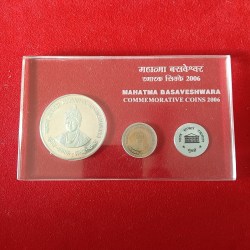 महात्मा बसवेश्वर
स्मारक सिक्के 2006
MAHATMA BASAVESHWARA
COMMEMORATIVE COINS 2006